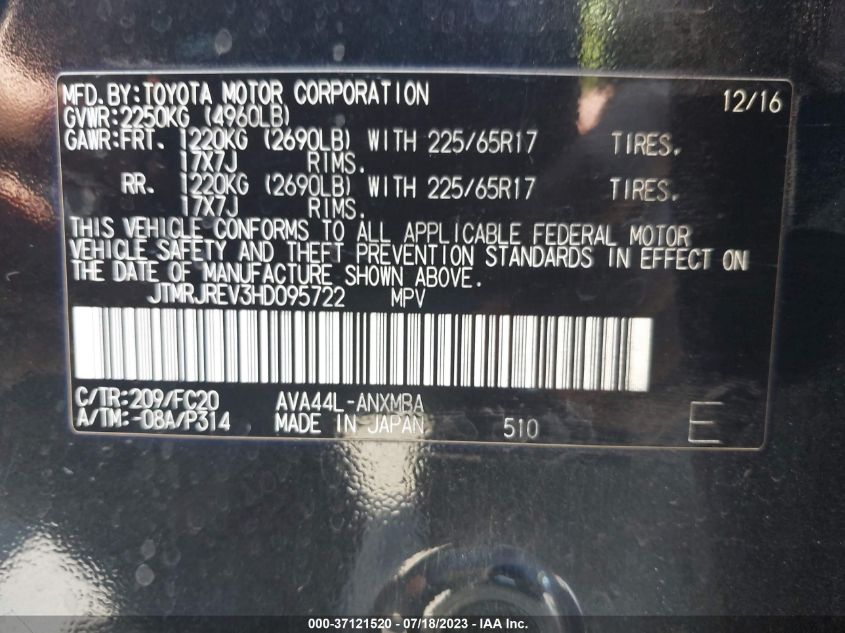 MFD. BY: TOYOTA MOTOR CORPORATION 12/16
GVWR: 2250KG (4960LB)
GAWR: FRT. 1220KG (2690LB) WITH 225/65R17 TIRES.
17X7J RIMS.
RR. 1220KG (2690LB) WITH 225/65R17 TIRES.
17X7J RIMS.
THIS VEHICLE CONFORMS TO ALL APPLICABLE FEDERAL MOTOR
VEHICLE SAFETY AND THEFT PREVENTION STANDARDS IN EFFECT ON
THE DATE OF MANUFACTURE SHOWN ABOVE.
JTMRJREV3HD095722 MPV
C/TR: 209/FC20 AVA44L-ANXMBA
A/TM: -08A/P314 MADE IN JAPAN 510 E
000-37121520 - 07/18/2023 - IAA Inc.